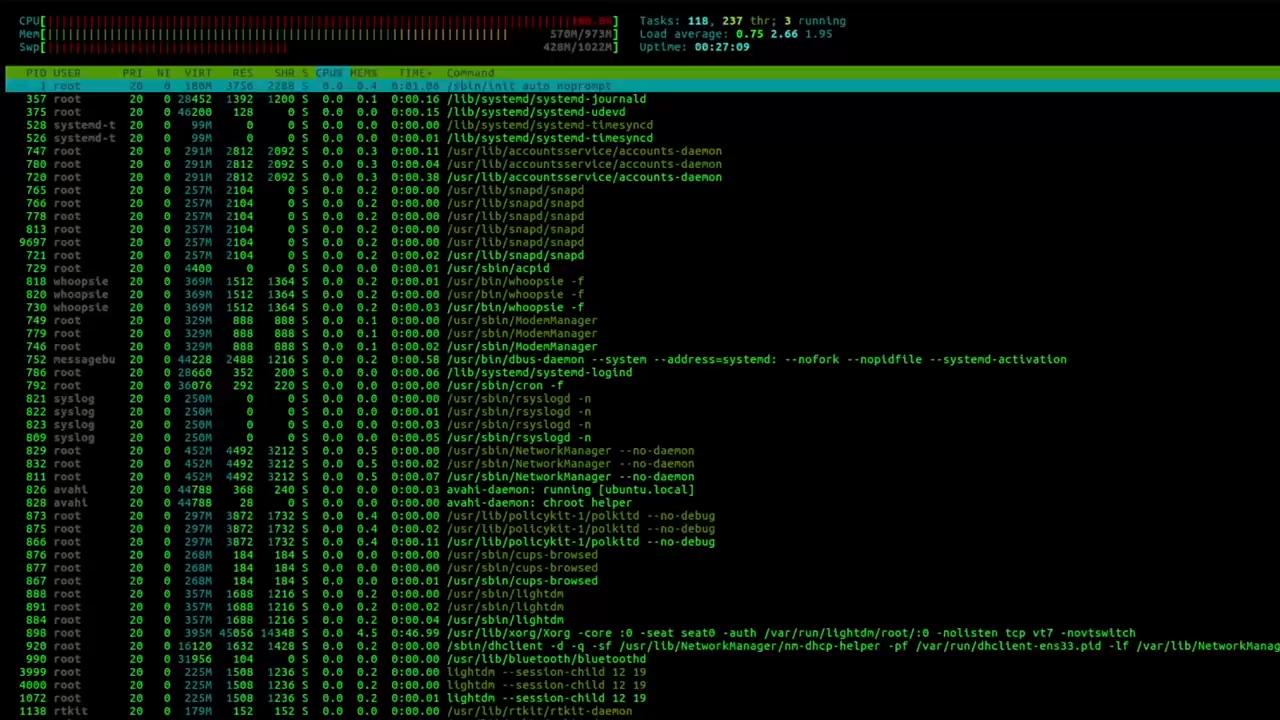 CPU[ 100.0%] Tasks: 118, 237 thr; 3 running
Mem[ 570M/973M] Load average: 0.75 2.66 1.95
Swp[ 428M/1022M] Uptime: 00:27:09
PID USER PRI NI VIRT RES SHR S CPU% MEM% TIME+ Command
1 root 20 0 180M 3756 2288 S 0.0 0.4 0:01.06 /sbin/init auto noprompt
357 root 20 0 28452 1392 1200 S 0.0 0.1 0:00.16 /lib/systemd/systemd-journald
375 root 20 0 46200 128 0 S 0.0 0.0 0:00.15 /lib/systemd/systemd-udevd
528 systemd-t 20 0 99M 0 0 S 0.0 0.0 0:00.00 /lib/systemd/systemd-timesyncd
526 systemd-t 20 0 99M 0 0 S 0.0 0.0 0:00.01 /lib/systemd/systemd-timesyncd
747 root 20 0 291M 2812 2092 S 0.0 0.3 0:00.11 /usr/lib/accountsservice/accounts-daemon
780 root 20 0 291M 2812 2092 S 0.0 0.3 0:00.04 /usr/lib/accountsservice/accounts-daemon
720 root 20 0 291M 2812 2092 S 0.0 0.3 0:00.38 /usr/lib/accountsservice/accounts-daemon
765 root 20 0 257M 2104 0 S 0.0 0.2 0:00.00 /usr/lib/snapd/snapd
766 root 20 0 257M 2104 0 S 0.0 0.2 0:00.00 /usr/lib/snapd/snapd
778 root 20 0 257M 2104 0 S 0.0 0.2 0:00.00 /usr/lib/snapd/snapd
813 root 20 0 257M 2104 0 S 0.0 0.2 0:00.00 /usr/lib/snapd/snapd
9697 root 20 0 257M 2104 0 S 0.0 0.2 0:00.00 /usr/lib/snapd/snapd
721 root 20 0 257M 2104 0 S 0.0 0.2 0:00.02 /usr/lib/snapd/snapd
729 root 20 0 4400 0 0 S 0.0 0.0 0:00.01 /usr/sbin/acpid
818 whoopsie 20 0 369M 1512 1364 S 0.0 0.2 0:00.01 /usr/bin/whoopsie -f
820 whoopsie 20 0 369M 1512 1364 S 0.0 0.2 0:00.00 /usr/bin/whoopsie -f
730 whoopsie 20 0 369M 1512 1364 S 0.0 0.2 0:00.03 /usr/bin/whoopsie -f
749 root 20 0 329M 888 888 S 0.0 0.1 0:00.00 /usr/sbin/ModemManager
779 root 20 0 329M 888 888 S 0.0 0.1 0:00.00 /usr/sbin/ModemManager
746 root 20 0 329M 888 888 S 0.0 0.1 0:00.02 /usr/sbin/ModemManager
752 messagebu 20 0 44228 2488 1216 S 0.0 0.2 0:00.58 /usr/bin/dbus-daemon --system --address=systemd: --nofork --nopidfile --systemd-activation
786 root 20 0 28660 352 200 S 0.0 0.0 0:00.06 /lib/systemd/systemd-logind
792 root 20 0 36076 292 220 S 0.0 0.0 0:00.00 /usr/sbin/cron -f
821 syslog 20 0 250M 0 0 S 0.0 0.0 0:00.00 /usr/sbin/rsyslogd -n
822 syslog 20 0 250M 0 0 S 0.0 0.0 0:00.01 /usr/sbin/rsyslogd -n
823 syslog 20 0 250M 0 0 S 0.0 0.0 0:00.03 /usr/sbin/rsyslogd -n
809 syslog 20 0 250M 0 0 S 0.0 0.0 0:00.05 /usr/sbin/rsyslogd -n
829 root 20 0 452M 4492 3212 S 0.0 0.5 0:00.00 /usr/sbin/NetworkManager --no-daemon
832 root 20 0 452M 4492 3212 S 0.0 0.5 0:00.02 /usr/sbin/NetworkManager --no-daemon
811 root 20 0 452M 4492 3212 S 0.0 0.5 0:00.07 /usr/sbin/NetworkManager --no-daemon
826 avahi 20 0 44788 368 240 S 0.0 0.0 0:00.03 avahi-daemon: running [ubuntu.local]
828 avahi 20 0 44788 28 0 S 0.0 0.0 0:00.00 avahi-daemon: chroot helper
873 root 20 0 297M 3872 1732 S 0.0 0.4 0:00.00 /usr/lib/policykit-1/polkitd --no-debug
875 root 20 0 297M 3872 1732 S 0.0 0.4 0:00.02 /usr/lib/policykit-1/polkitd --no-debug
866 root 20 0 297M 3872 1732 S 0.0 0.4 0:00.11 /usr/lib/policykit-1/polkitd --no-debug
876 root 20 0 268M 184 184 S 0.0 0.0 0:00.00 /usr/sbin/cups-browsed
877 root 20 0 268M 184 184 S 0.0 0.0 0:00.00 /usr/sbin/cups-browsed
867 root 20 0 268M 184 184 S 0.0 0.0 0:00.01 /usr/sbin/cups-browsed
888 root 20 0 357M 1688 1216 S 0.0 0.2 0:00.00 /usr/sbin/lightdm
891 root 20 0 357M 1688 1216 S 0.0 0.2 0:00.02 /usr/sbin/lightdm
884 root 20 0 357M 1688 1216 S 0.0 0.2 0:00.04 /usr/sbin/lightdm
898 root 20 0 395M 45056 14348 S 0.0 4.5 0:46.99 /usr/lib/xorg/Xorg -core :0 -seat seat0 -auth /var/run/lightdm/root/:0 -nolisten tcp vt7 -novtswitch
920 root 20 0 16120 1632 1428 S 0.0 0.2 0:00.01 /sbin/dhclient -d -q -sf /usr/lib/NetworkManager/nm-dhcp-helper -pf /var/run/dhclient-ens33.pid -lf /var/lib/NetworkManag
990 root 20 0 31956 104 0 S 0.0 0.0 0:00.00 /usr/lib/bluetooth/bluetoothd
3999 root 20 0 225M 1508 1236 S 0.0 0.2 0:00.00 lightdm --session-child 12 19
4000 root 20 0 225M 1508 1236 S 0.0 0.2 0:00.00 lightdm --session-child 12 19
1072 root 20 0 225M 1508 1236 S 0.0 0.2 0:00.01 lightdm --session-child 12 19
1138 rtkit 20 0 179M 152 152 S 0.0 0.0 0:00.00 /usr/lib/rtkit/rtkit-daemon